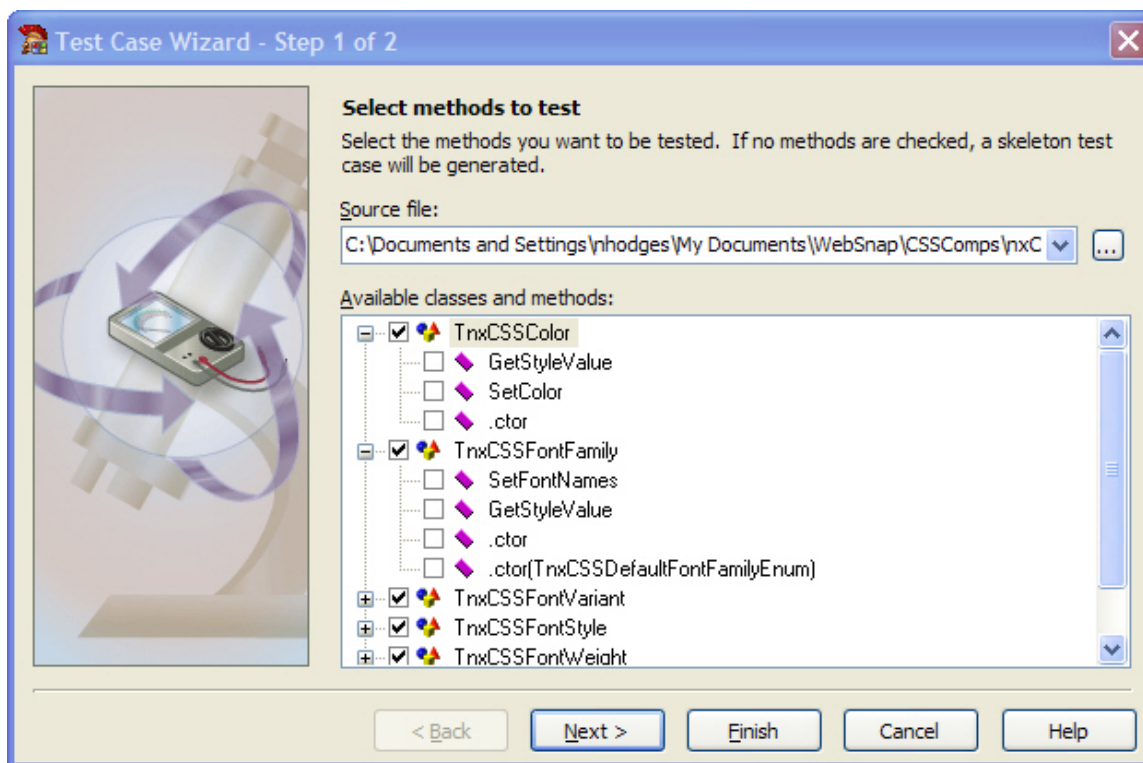 Test Case Wizard - Step 1 of 2
Select methods to test
Select the methods you want to be tested.  If no methods are checked, a skeleton test
case will be generated.
Source file:
C:\Documents and Settings\nhodges\My Documents\WebSnap\CSSComps\nxC
...
Available classes and methods:
TnxCSSColor
GetStyleValue
SetColor
.ctor
TnxCSSFontFamily
SetFontNames
GetStyleValue
.ctor
.ctor(TnxCSSDefaultFontFamilyEnum)
TnxCSSFontVariant
TnxCSSFontStyle
TnxCSSFontWeight
< Back
Next >
Finish
Cancel
Help